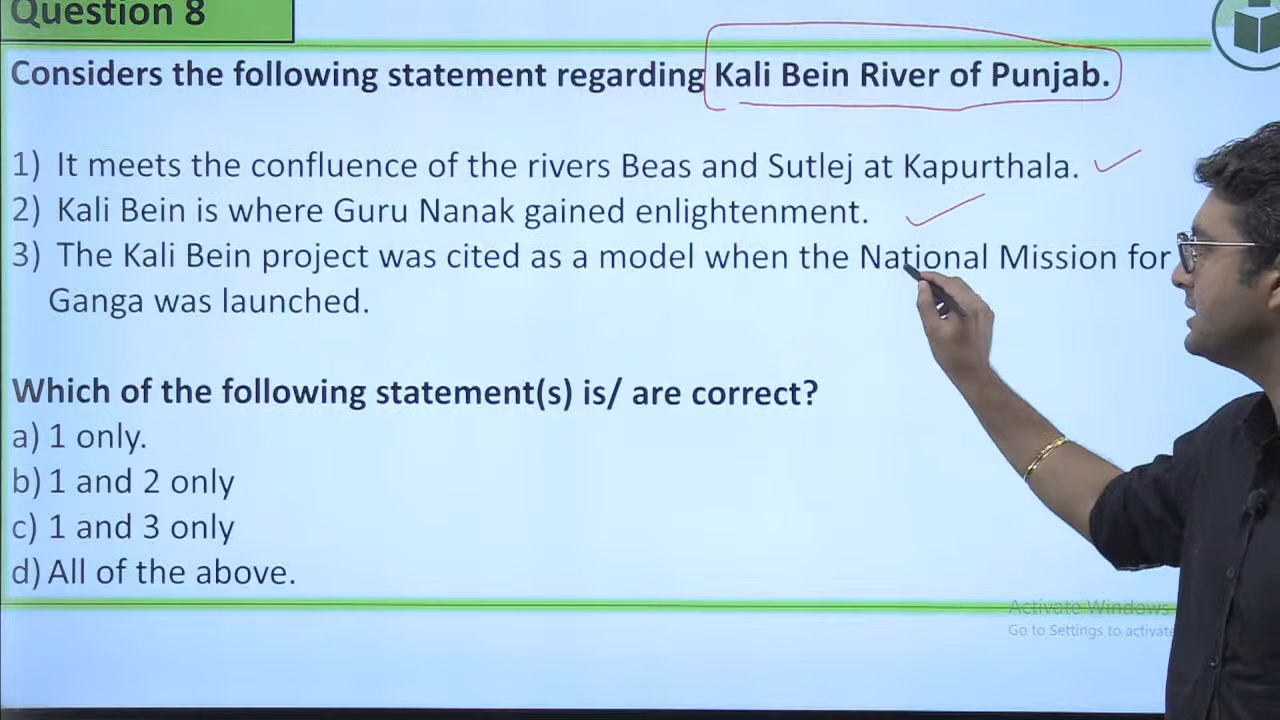 Question 8
Considers the following statement regarding Kali Bein River of Punjab.
1) It meets the confluence of the rivers Beas and Sutlej at Kapurthala.
2) Kali Bein is where Guru Nanak gained enlightenment.
3) The Kali Bein project was cited as a model when the National Mission for
Ganga was launched.
Which of the following statement(s) is/ are correct?
a) 1 only.
b) 1 and 2 only
c) 1 and 3 only
d) All of the above.
Activate Windows
Go to Settings to activate